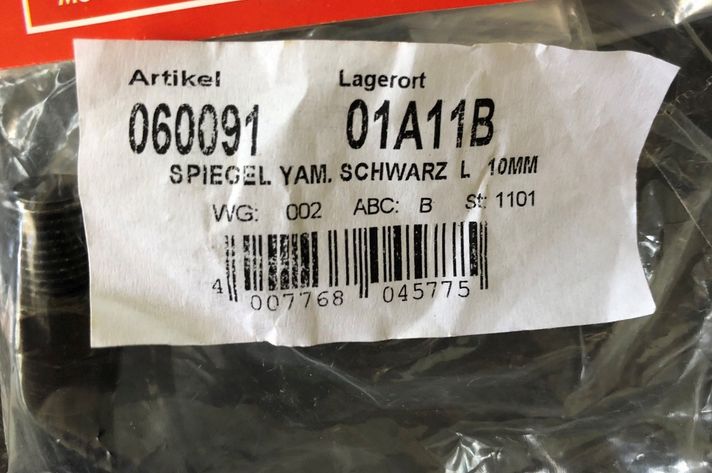 Artikel Lagerort
060091 01A11B
SPIEGEL. YAM. SCHWARZ L 10MM
WG: 002 ABC: B St: 1101
4 007768 045775